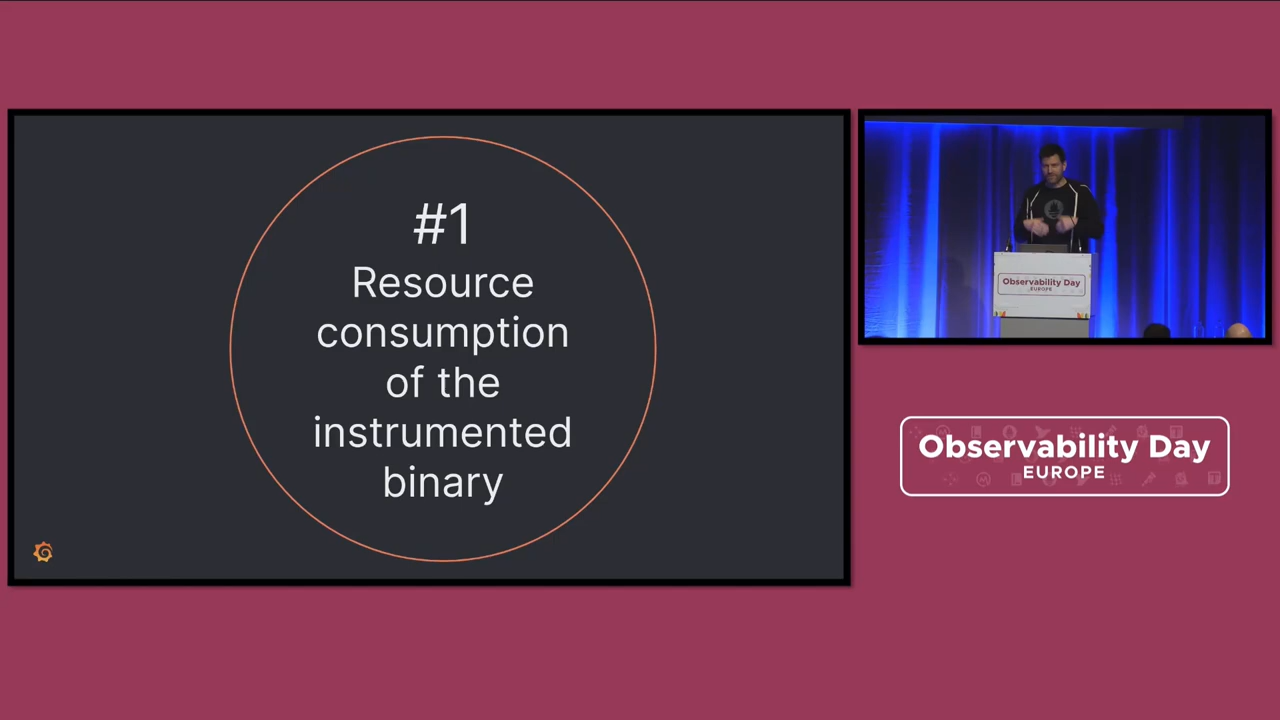 #1
Resource
consumption
of the
instrumented
binary
Observability Day
EUROPE
Observability Day
EUROPE